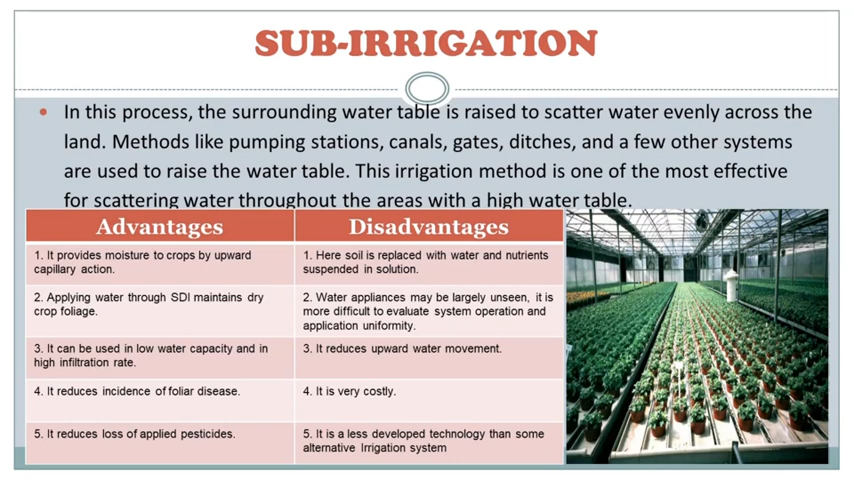 SUB-IRRIGATION
• In this process, the surrounding water table is raised to scatter water evenly across the
land. Methods like pumping stations, canals, gates, ditches, and a few other systems
are used to raise the water table. This irrigation method is one of the most effective
for scattering water throughout the areas with a high water table.
Advantages
Disadvantages
1. It provides moisture to crops by upward
capillary action.
1. Here soil is replaced with water and nutrients
suspended in solution.
2. Applying water through SDI maintains dry
crop foliage.
2. Water appliances may be largely unseen, it is
more difficult to evaluate system operation and
application uniformity.
3. It can be used in low water capacity and in
high infiltration rate.
3. It reduces upward water movement.
4. It reduces incidence of foliar disease.
4. It is very costly.
5. It reduces loss of applied pesticides.
5. It is a less developed technology than some
alternative Irrigation system